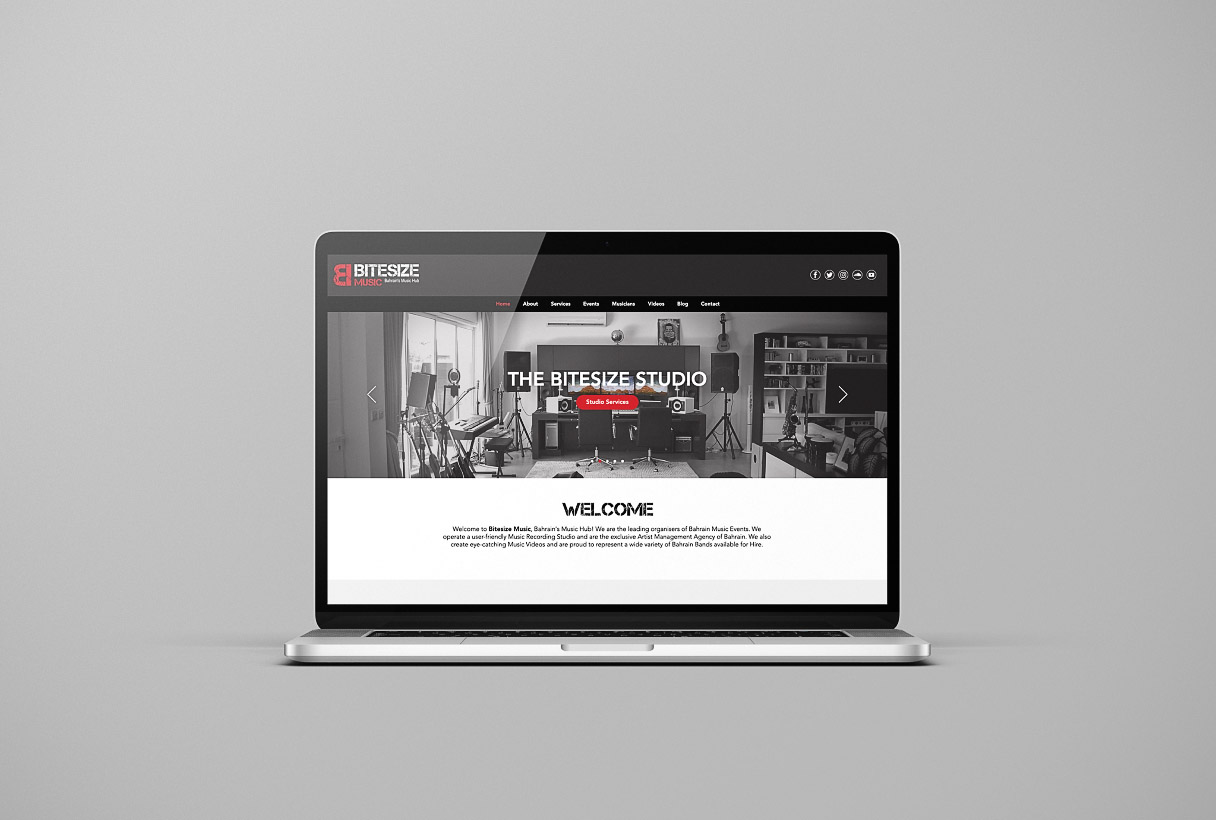 BITESIZE
MUSIC Bahrain's Music Hub
Home About Services Events Musicians Videos Blog Contact
THE BITESIZE STUDIO
Studio Services
WELCOME
Welcome to Bitesize Music, Bahrain's Music Hub! We are the leading organisers of Bahrain Music Events. We
operate a user-friendly Music Recording Studio and are the exclusive Artist Management Agency of Bahrain. We also
create eye-catching Music Videos and are proud to represent a wide variety of Bahrain Bands available for Hire.